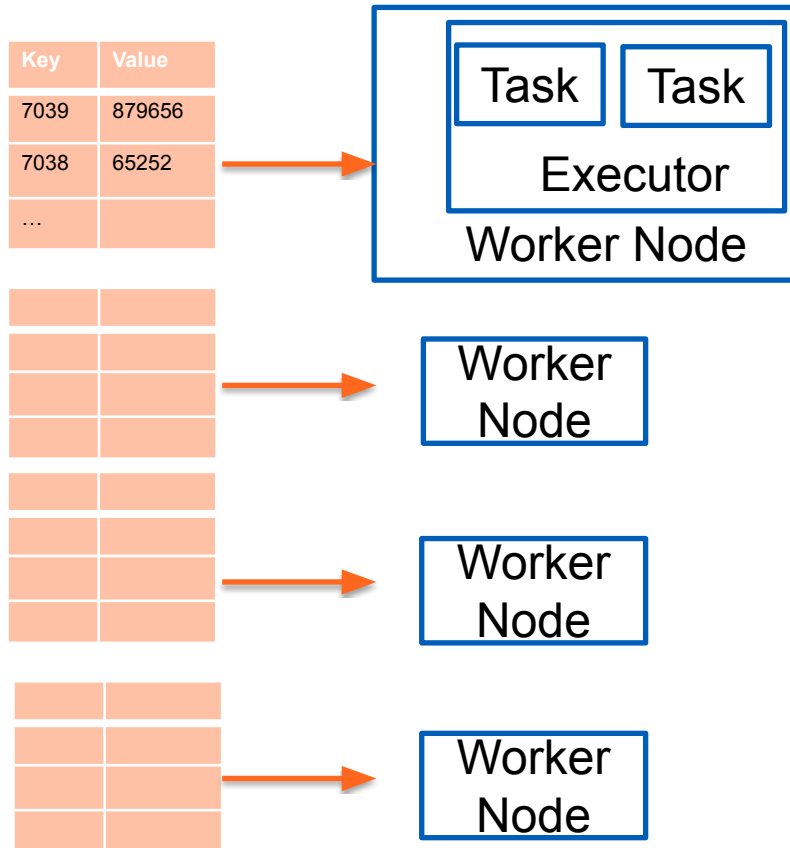 Key Value
7039 879656
7038 65252
…
Task Task
Executor
Worker Node
Worker
Node
Worker
Node
Worker
Node